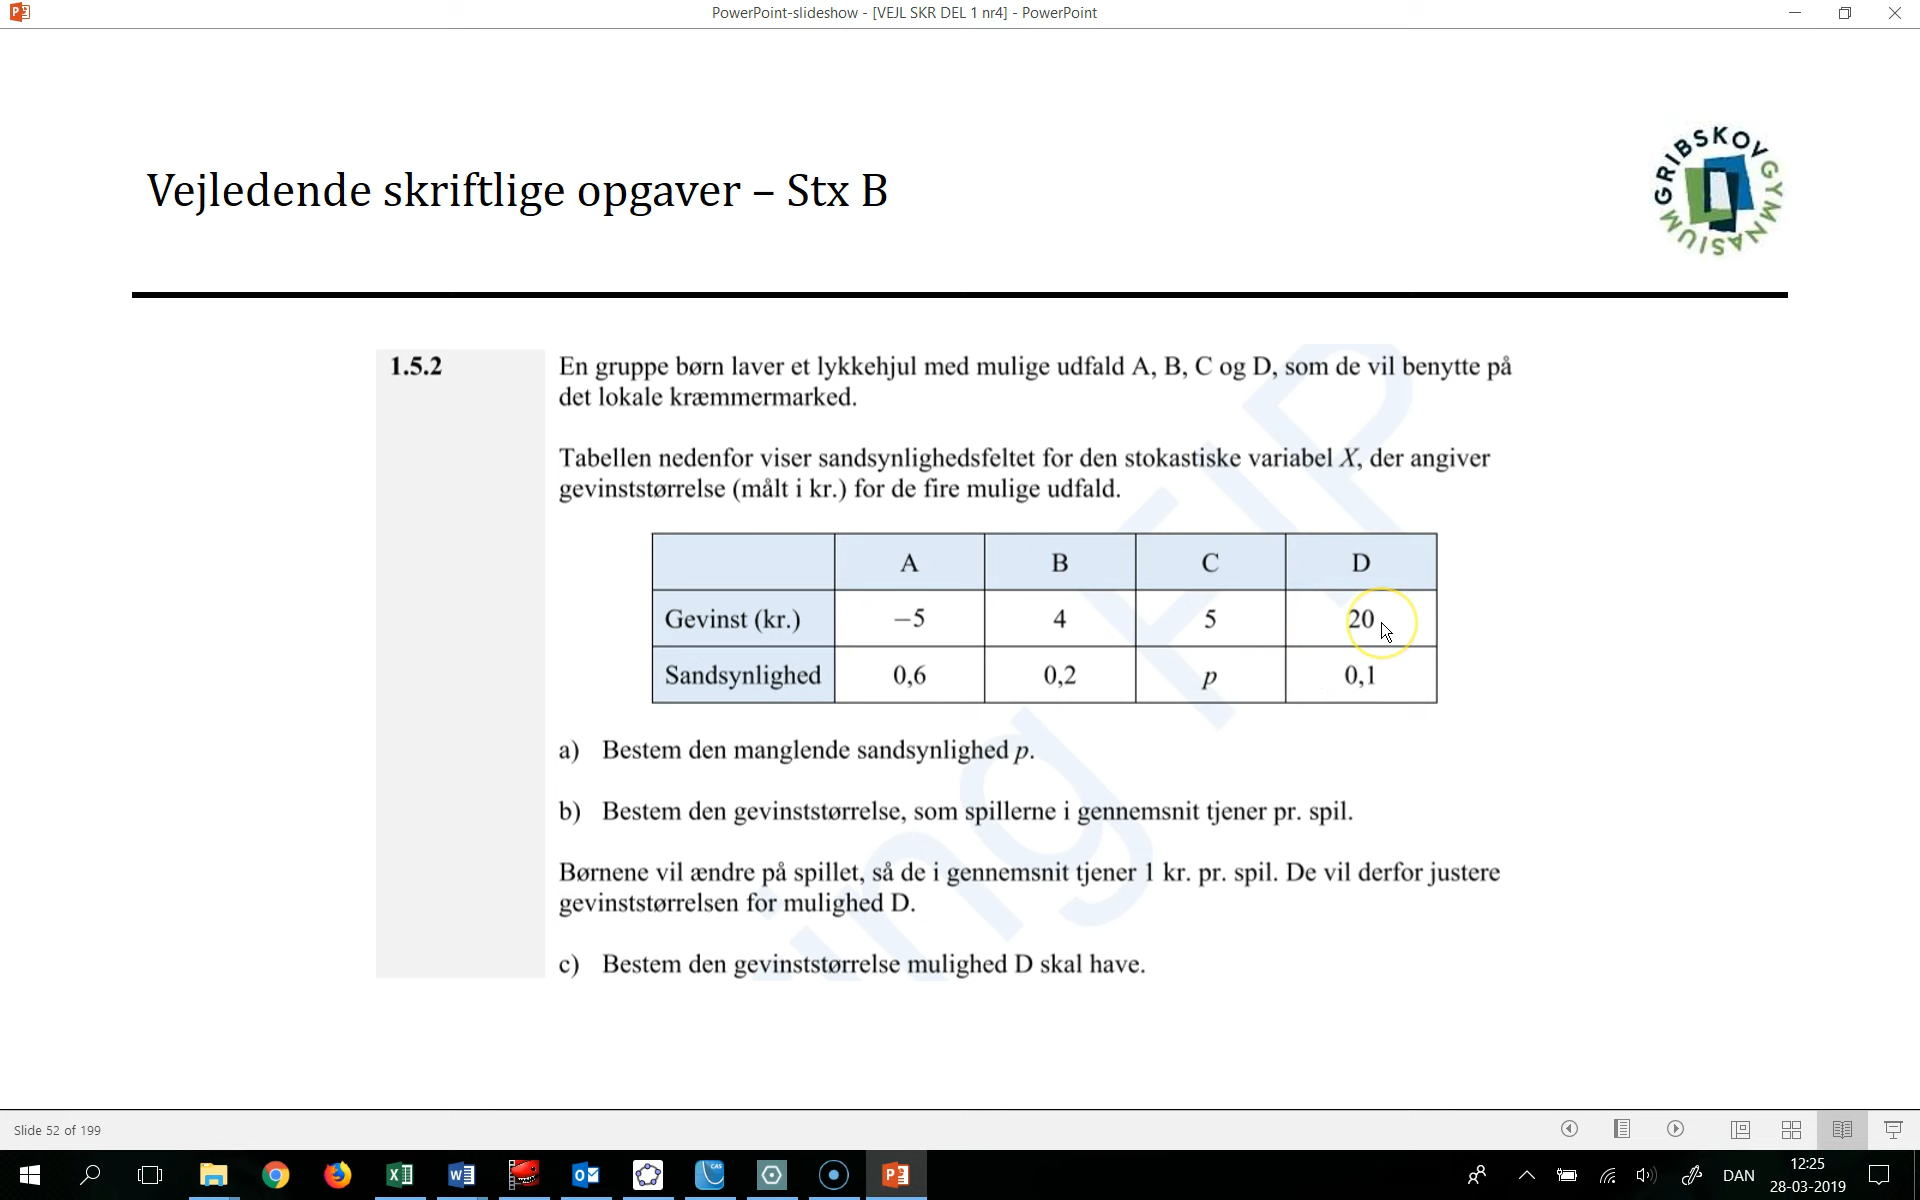 PowerPoint-slideshow - [VEJL SKR DEL 1 nr4] - PowerPoint
Vejledende skriftlige opgaver – Stx B
GRIBSKOV GYMNASIUM
1.5.2
En gruppe børn laver et lykkehjul med mulige udfald A, B, C og D, som de vil benytte på
det lokale kræmmermarked.
Tabellen nedenfor viser sandsynlighedsfeltet for den stokastiske variabel X, der angiver
gevinststørrelse (målt i kr.) for de fire mulige udfald.
A B C D
Gevinst (kr.) −5 4 5 20
Sandsynlighed 0,6 0,2 p 0,1
a) Bestem den manglende sandsynlighed p.
b) Bestem den gevinststørrelse, som spillerne i gennemsnit tjener pr. spil.
Børnene vil ændre på spillet, så de i gennemsnit tjener 1 kr. pr. spil. De vil derfor justere
gevinststørrelsen for mulighed D.
c) Bestem den gevinststørrelse mulighed D skal have.
ing FIP
Slide 52 of 199
DAN
12:25
28-03-2019